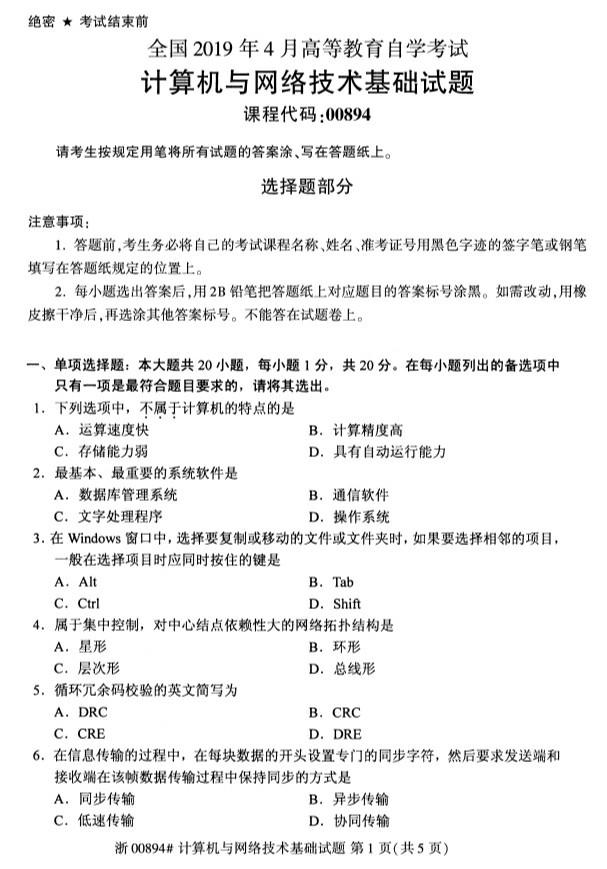 绝密 ★ 考试结束前
全国 2019 年 4 月高等教育自学考试
计算机与网络技术基础试题
课程代码:00894
请考生按规定用笔将所有试题的答案涂、写在答题纸上。
选择题部分
注意事项:
1. 答题前,考生务必将自己的考试课程名称、姓名、准考证号用黑色字迹的签字笔或钢笔
填写在答题纸规定的位置上。
2. 每小题选出答案后,用 2B 铅笔把答题纸上对应题目的答案标号涂黑。如需改动,用橡
皮擦干净后,再选涂其他答案标号。不能答在试题卷上。
一、单项选择题：本大题共 20 小题，每小题 1 分，共 20 分。在每小题列出的备选项中
只有一项是最符合题目要求的，请将其选出。
1．下列选项中，不属于计算机的特点的是
A．运算速度快 B．计算精度高
C．存储能力弱 D．具有自动运行能力
2．最基本、最重要的系统软件是
A．数据库管理系统 B．通信软件
C．文字处理程序 D．操作系统
3．在 Windows 窗口中，选择要复制或移动的文件或文件夹时，如果要选择相邻的项目，
一般在选择项目时应同时按住的键是
A．Alt B．Tab
C．Ctrl D．Shift
4．属于集中控制，对中心结点依赖性大的网络拓扑结构是
A．星形 B．环形
C．层次形 D．总线形
5．循环冗余码校验的英文简写为
A．DRC B．CRC
C．CRE D．DRE
6．在信息传输的过程中，在每块数据的开头设置专门的同步字符，然后要求发送端和
接收端在该帧数据传输过程中保持同步的方式是
A．同步传输 B．异步传输
C．低速传输 D．协同传输
浙 00894# 计算机与网络技术基础试题 第 1 页(共 5 页)